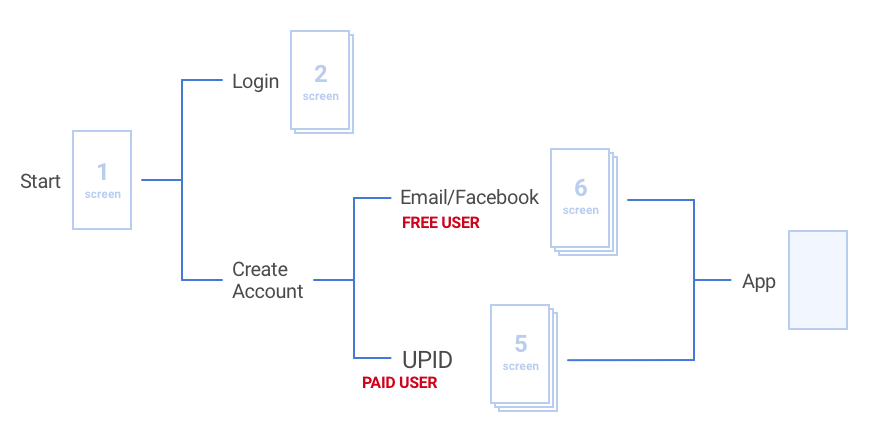 Start
1
screen
Login
2
screen
Create
Account
Email/Facebook
FREE USER
6
screen
UPID
PAID USER
5
screen
App